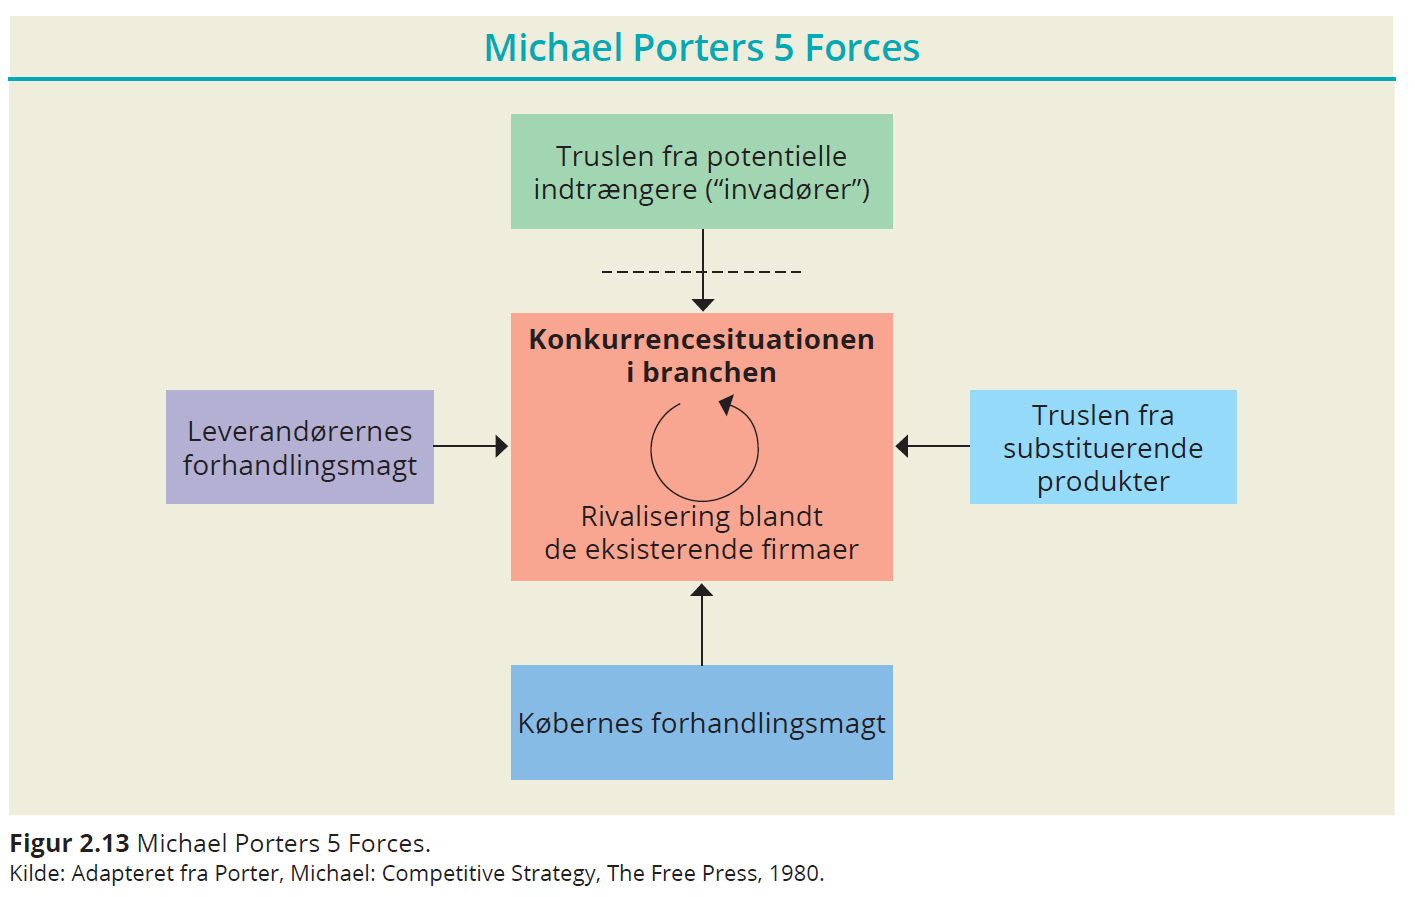 Michael Porters 5 Forces
Truslen fra potentielle
indtrængere (“invadører”)
Konkurrencesituationen
i branchen
Leverandørernes
forhandlingsmagt
Truslen fra
substituerende
produkter
Rivalisering blandt
de eksisterende firmaer
Købernes forhandlingsmagt
Figur 2.13 Michael Porters 5 Forces.
Kilde: Adapteret fra Porter, Michael: Competitive Strategy, The Free Press, 1980.